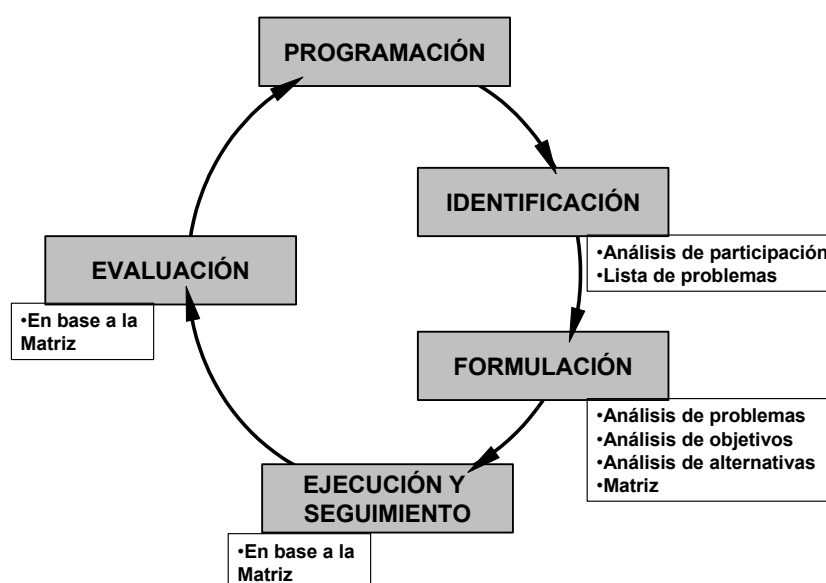 PROGRAMACIÓN
IDENTIFICACIÓN
•Análisis de participación
•Lista de problemas
FORMULACIÓN
•Análisis de problemas
•Análisis de objetivos
•Análisis de alternativas
•Matriz
EJECUCIÓN Y
SEGUIMIENTO
•En base a la
Matriz
EVALUACIÓN
•En base a la
Matriz